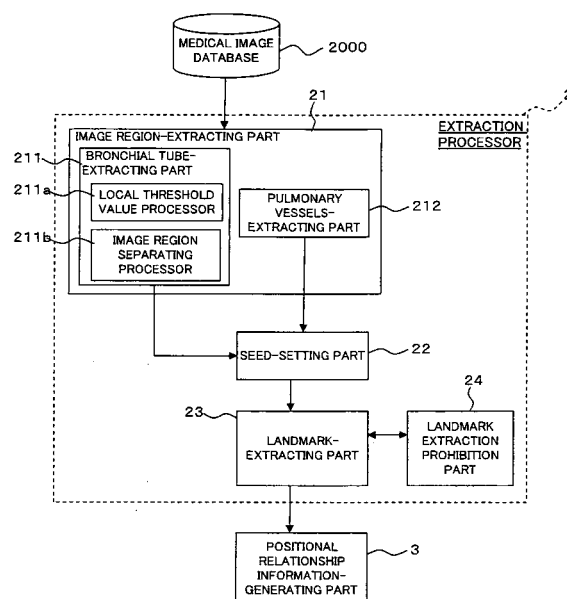 MEDICAL IMAGE
DATABASE
2000
2
21
EXTRACTION
PROCESSOR
IMAGE REGION-EXTRACTING PART
211
BRONCHIAL TUBE-
EXTRACTING PART
211a
LOCAL THRESHOLD
VALUE PROCESSOR
PULMONARY
VESSELS-
EXTRACTING PART
212
211b
IMAGE REGION
SEPARATING
PROCESSOR
SEED-SETTING PART
22
23
LANDMARK-
EXTRACTING PART
24
LANDMARK
EXTRACTION
PROHIBITION
PART
POSITIONAL
RELATIONSHIP
INFORMATION-
GENERATING PART
3